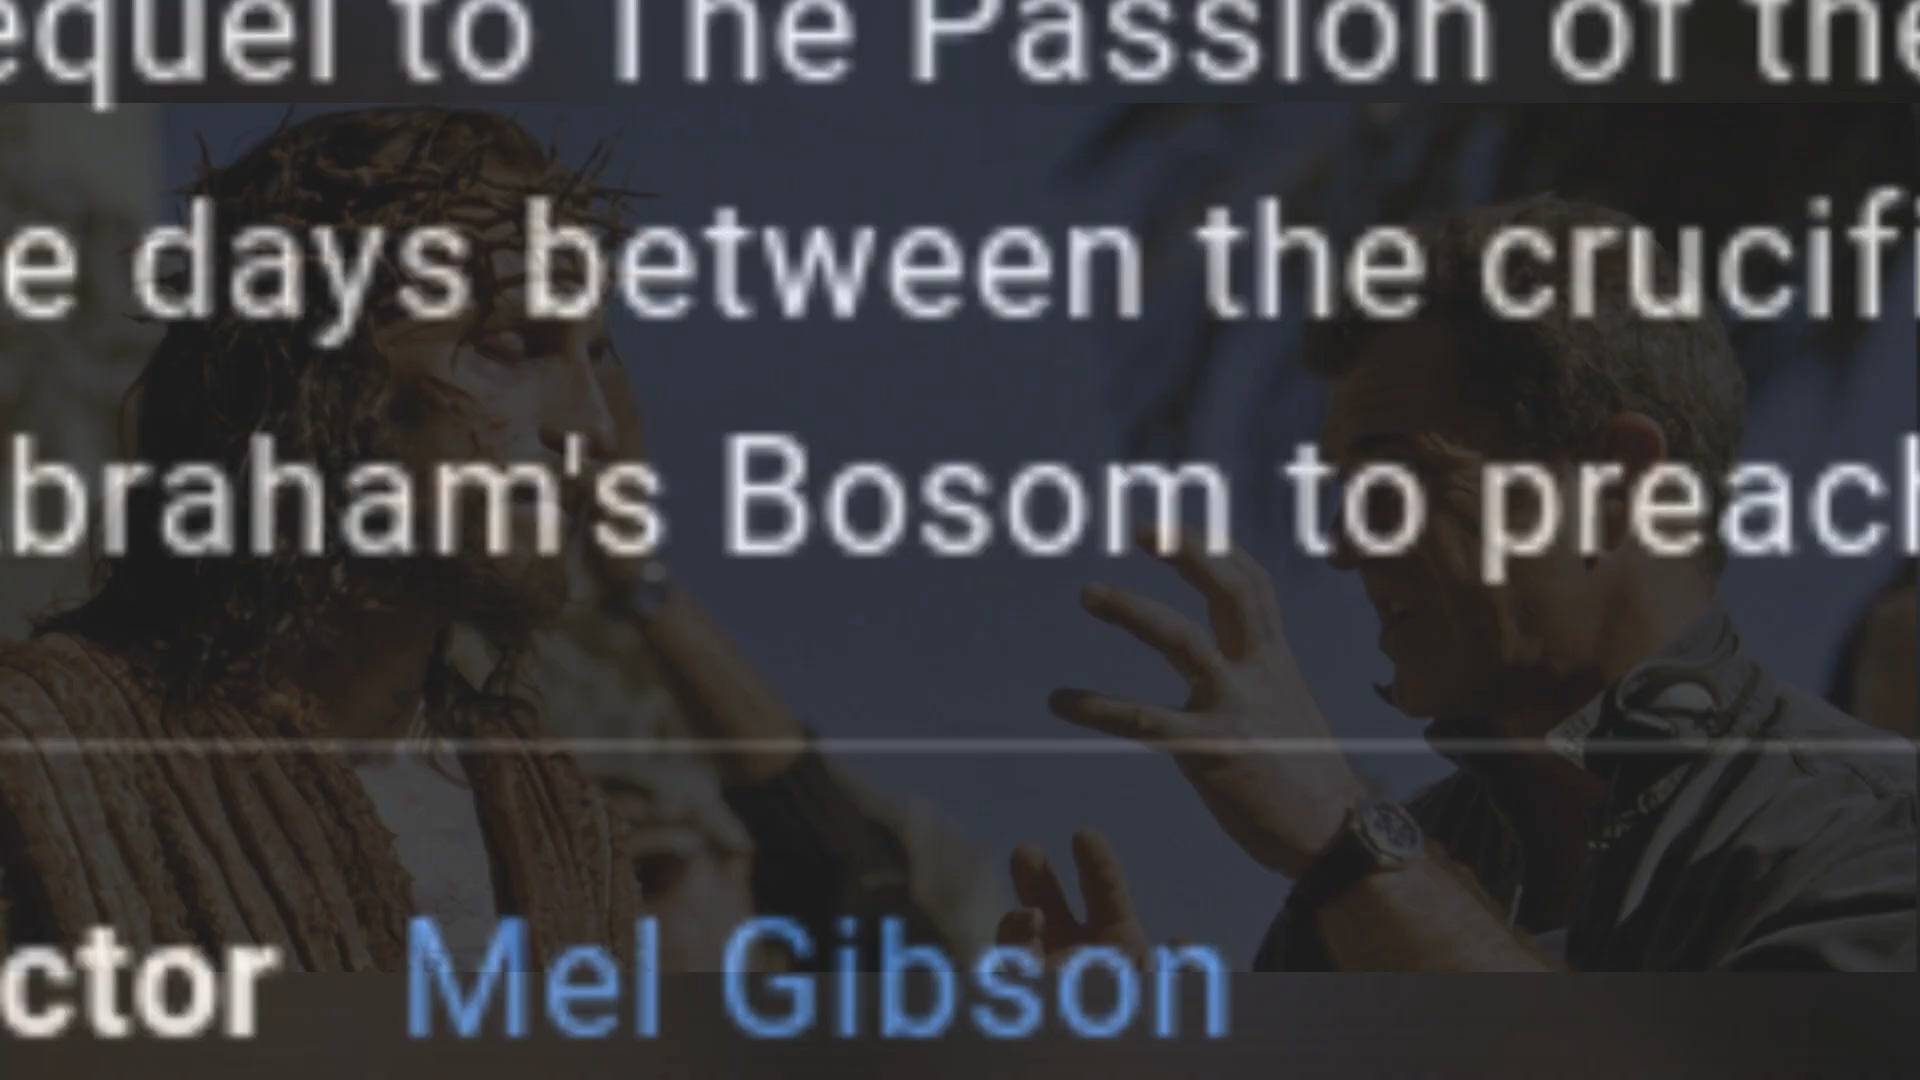 equel to The Passion of the
e days between the crucifi
braham's Bosom to preach
ctor Mel Gibson